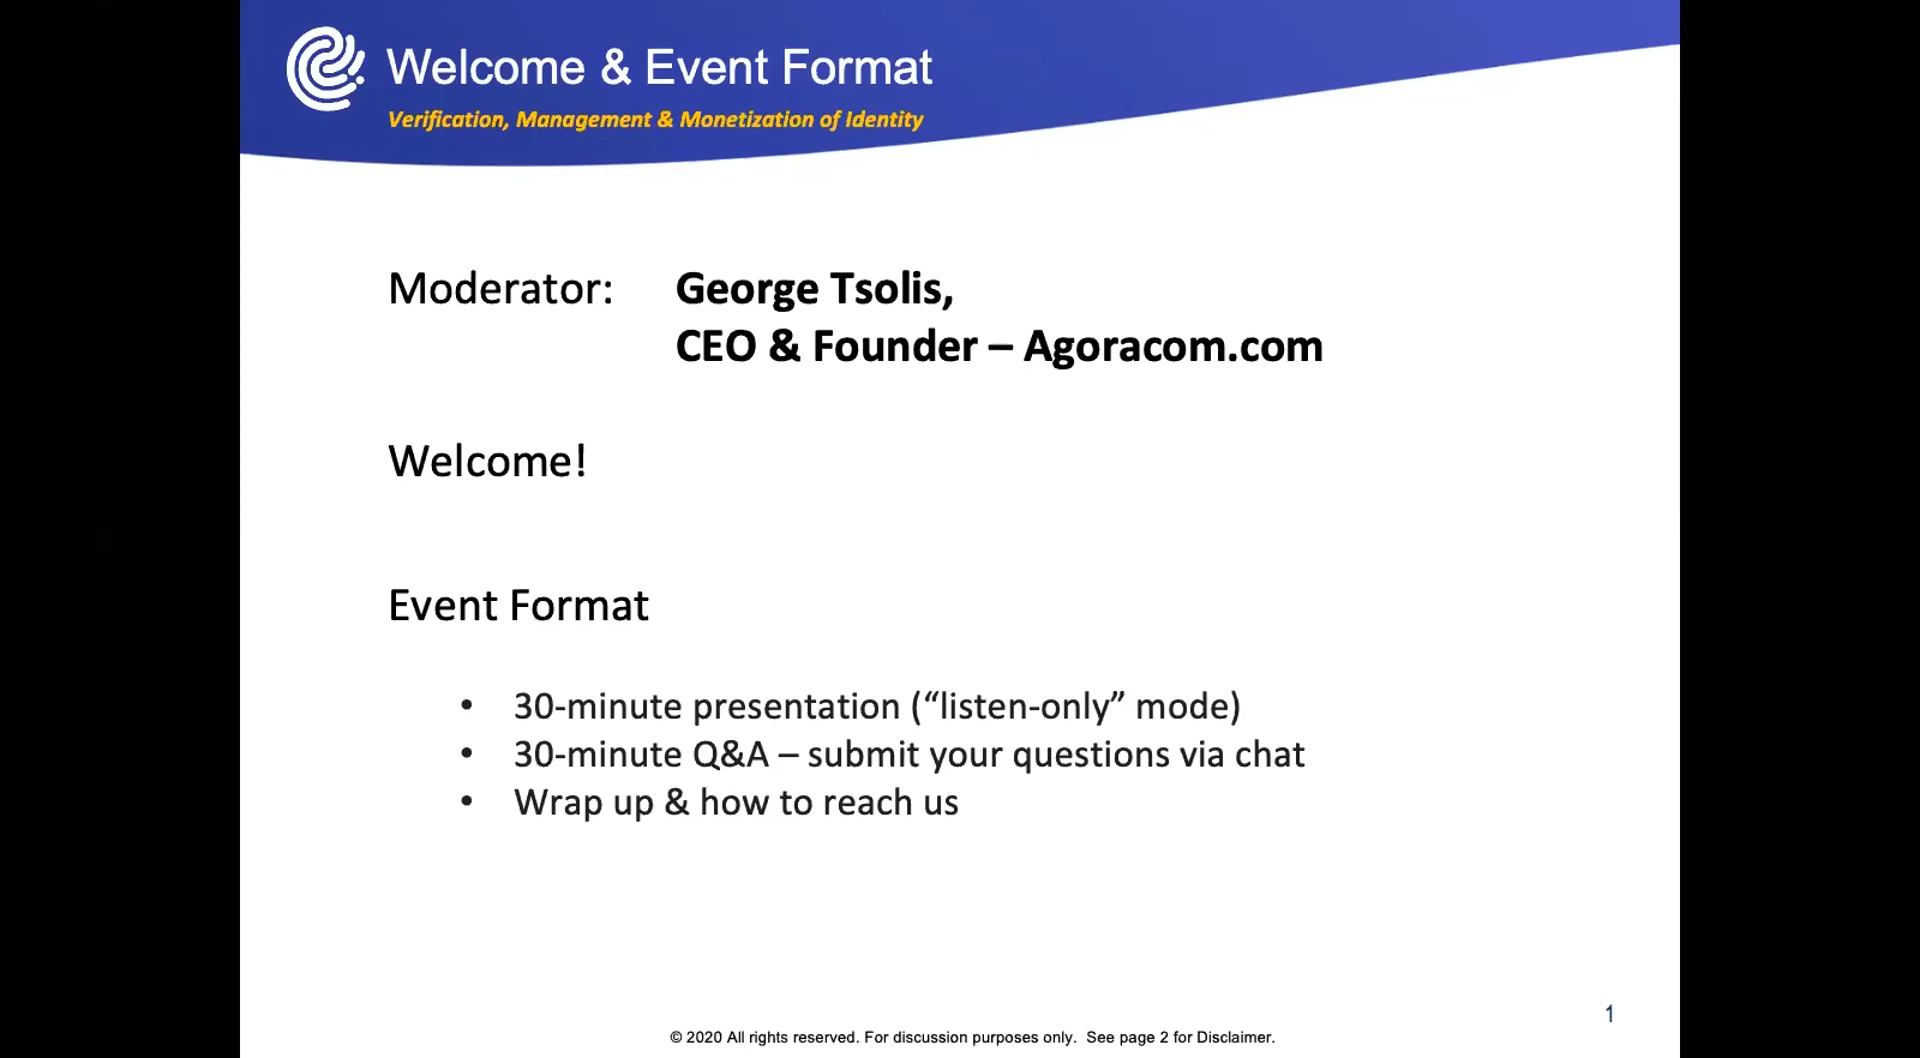 Welcome & Event Format
Verification, Management & Monetization of Identity
Moderator: George Tsolis,
CEO & Founder – Agoracom.com
Welcome!
Event Format
• 30-minute presentation (“listen-only” mode)
• 30-minute Q&A – submit your questions via chat
• Wrap up & how to reach us
1
© 2020 All rights reserved. For discussion purposes only. See page 2 for Disclaimer.